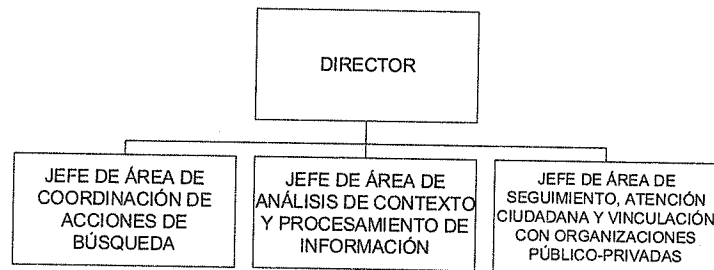 DIRECTOR
JEFE DE ÁREA DE
COORDINACIÓN DE
ACCIONES DE
BÚSQUEDA
JEFE DE ÁREA DE
ANÁLISIS DE CONTEXTO
Y PROCESAMIENTO DE
INFORMACIÓN
JEFE DE ÁREA DE
SEGUIMIENTO, ATENCIÓN
CIUDADANA Y VINCULACIÓN
CON ORGANIZACIONES
PÚBLICO-PRIVADAS